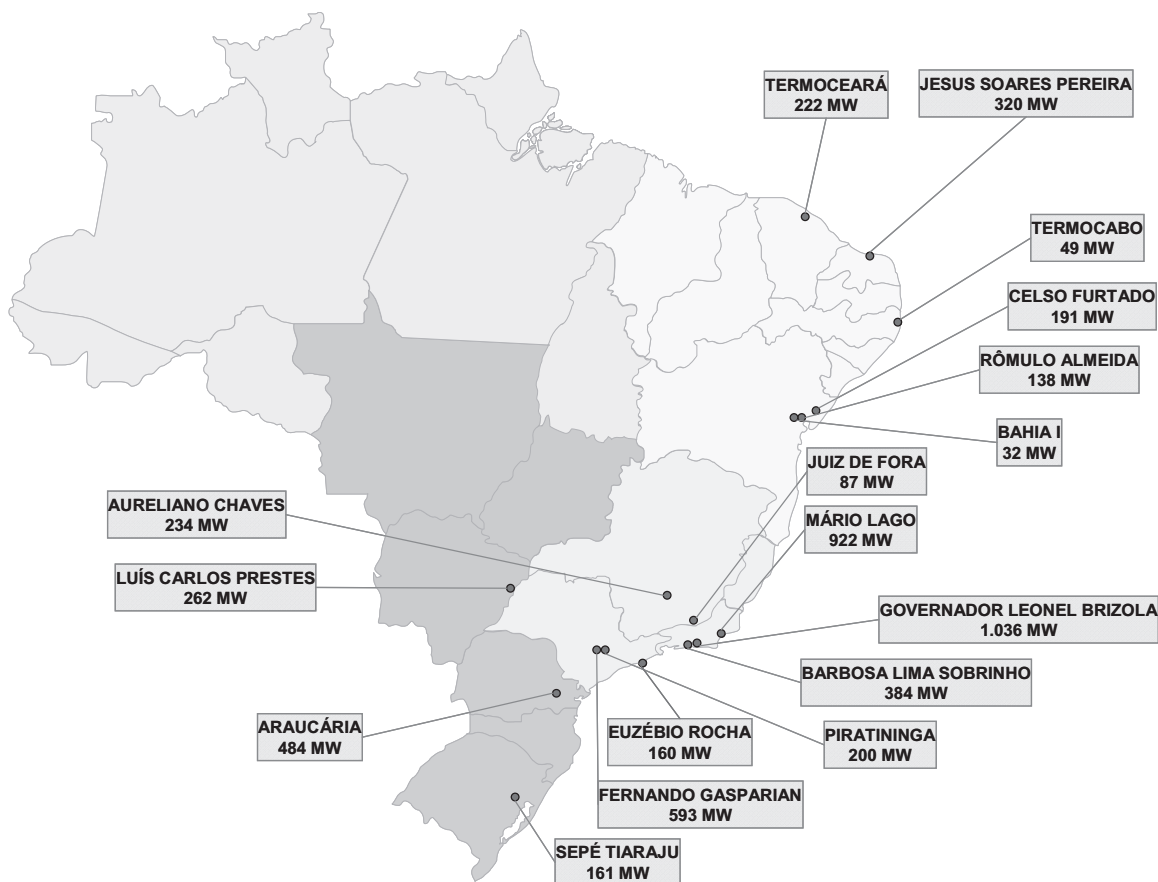 TERMOCEARÁ
222 MW
JESUS SOARES PEREIRA
320 MW
TERMOCABO
49 MW
CELSO FURTADO
191 MW
RÔMULO ALMEIDA
138 MW
BAHIA I
32 MW
JUIZ DE FORA
87 MW
AURELIANO CHAVES
234 MW
MÁRIO LAGO
922 MW
LUÍS CARLOS PRESTES
262 MW
GOVERNADOR LEONEL BRIZOLA
1.036 MW
BARBOSA LIMA SOBRINHO
384 MW
ARAUCÁRIA
484 MW
EUZÉBIO ROCHA
160 MW
PIRATININGA
200 MW
FERNANDO GASPARIAN
593 MW
SEPÉ TIARAJU
161 MW